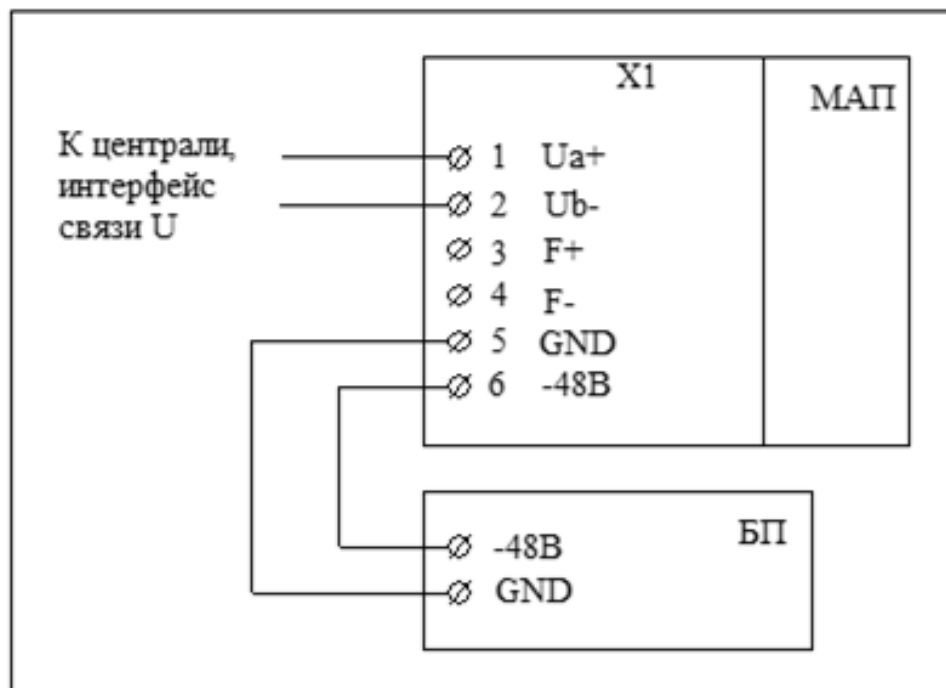 X1
МАП
К централи,
интерфейс
связи U
1 Ua+
2 Ub-
3 F+
4 F-
5 GND
6 -48В
БП
-48В
GND